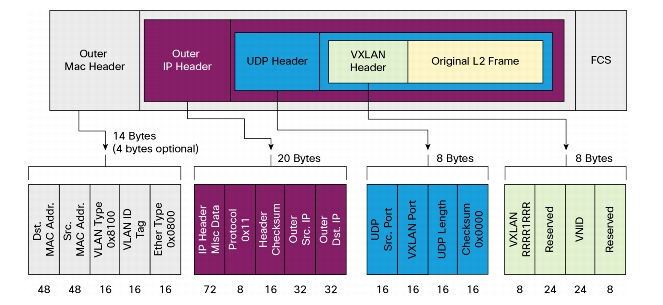 Outer
Mac Header
Outer
IP Header
UDP Header
VXLAN
Header
Original L2 Frame
FCS
14 Bytes
(4 bytes optional)
20 Bytes
8 Bytes
8 Bytes
Dst.
MAC Addr.
Src.
MAC Addr.
VLAN Type
0x8100
VLAN ID
Tag
Ether Type
0x0800
IP Header
Misc Data
Protocol
0x11
Header
Checksum
Outer
Src. IP
Outer
Dst. IP
UDP
Src. Port
VXLAN Port
UDP Length
Checksum
0x0000
VXLAN
RRRR1RRR
Reserved
VNID
Reserved
48 48 16 16 16 72 8 16 32 32 16 16 16 16 8 24 24 8